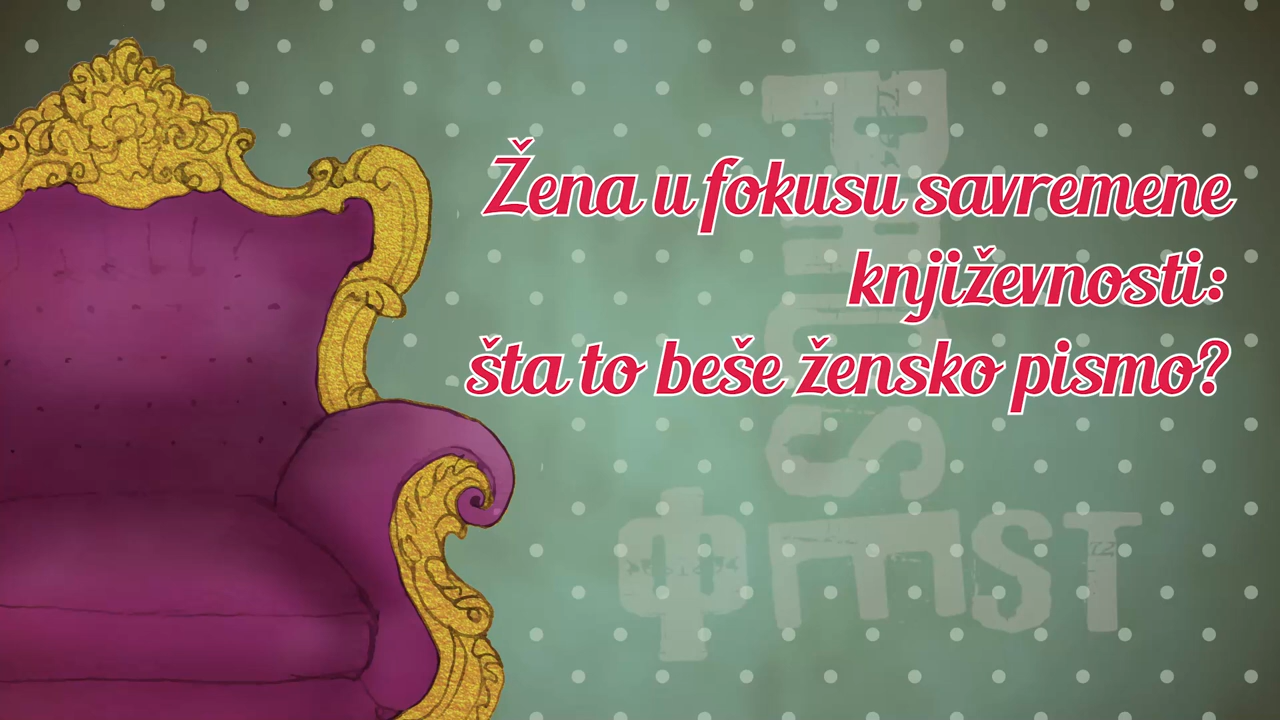 Žena u fokusu savremene
književnosti:
šta to beše žensko pismo?